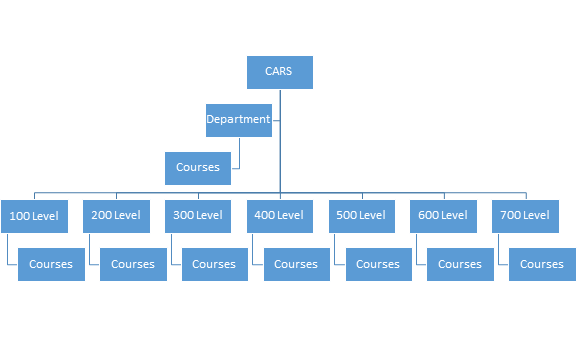 CARS
Department
Courses
100 Level
200 Level
300 Level
400 Level
500 Level
600 Level
700 Level
Courses
Courses
Courses
Courses
Courses
Courses
Courses